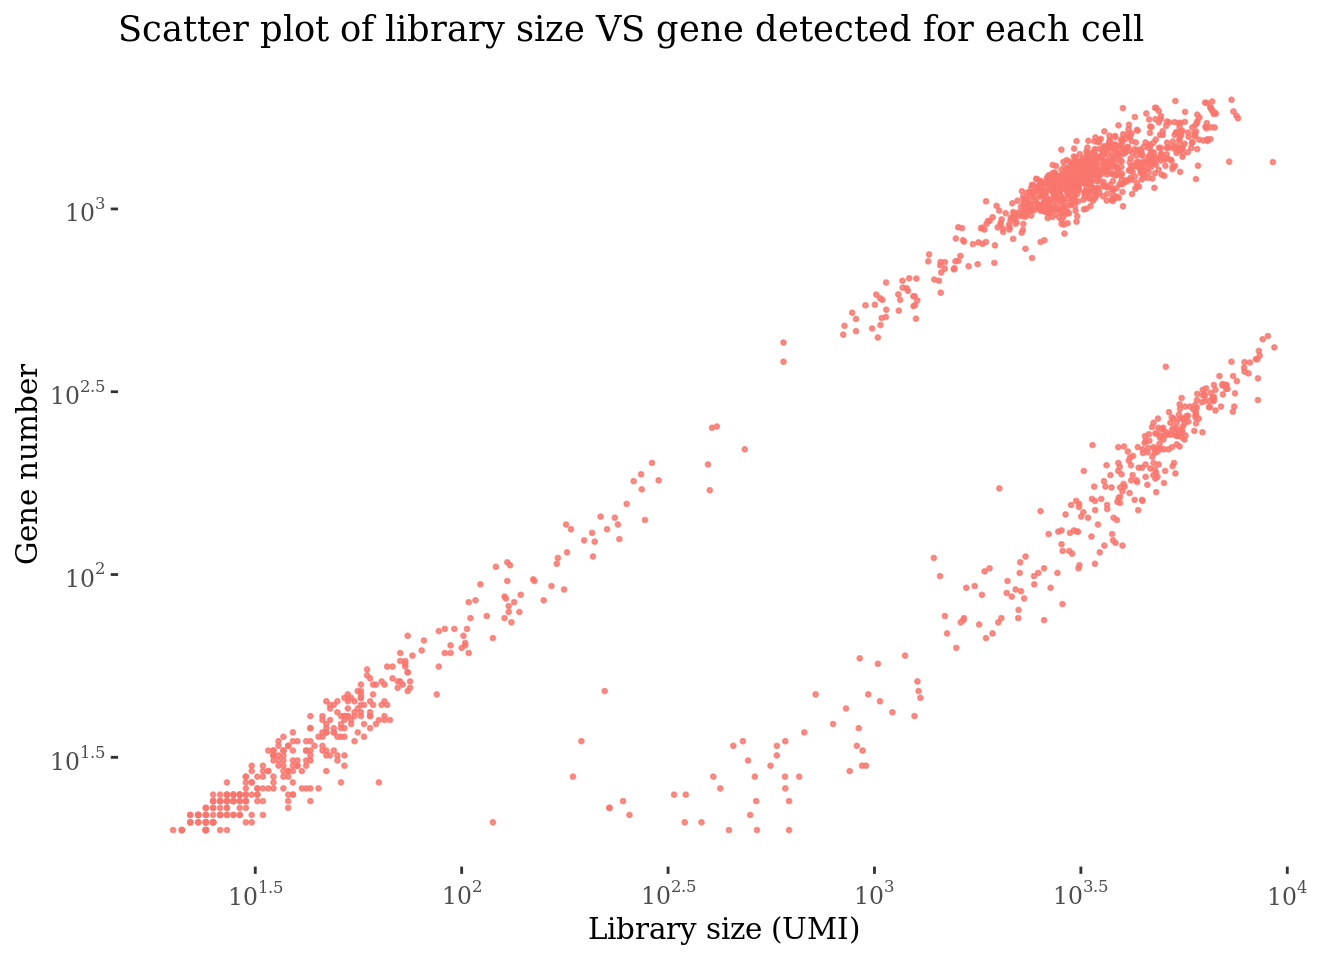 Scatter plot of library size VS gene detected for each cell
Gene number
10^3
10^2.5
10^2
10^1.5
10^1.5 10^2 10^2.5 10^3 10^3.5 10^4
Library size (UMI)